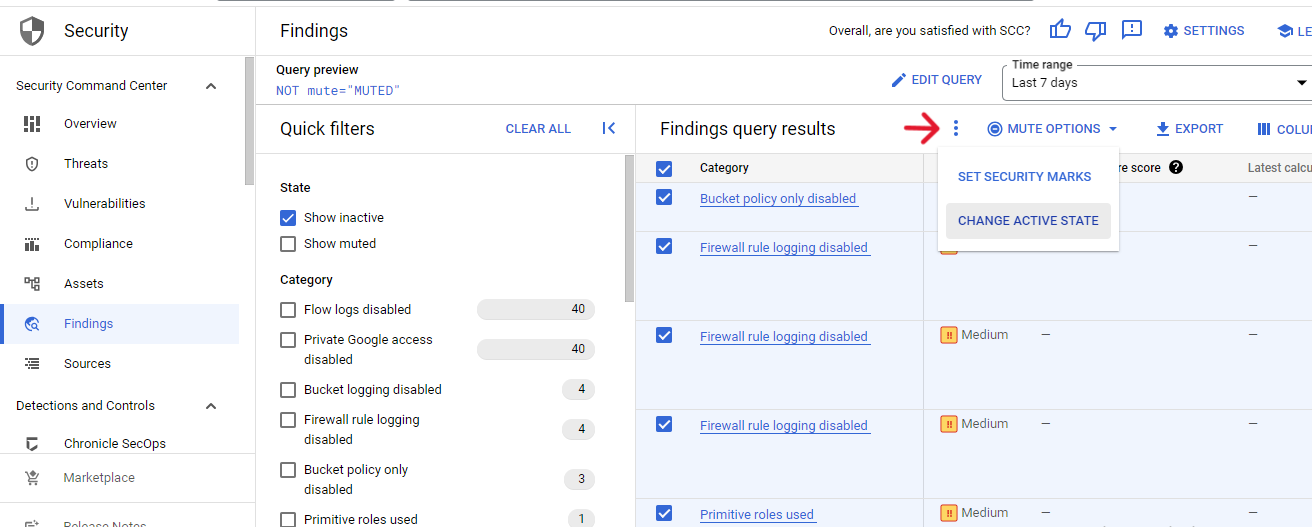 Security
Findings
Overall, are you satisfied with SCC?
SETTINGS
Query preview
NOT mute="MUTED"
EDIT QUERY
Time range
Last 7 days
Security Command Center
Overview
Threats
Vulnerabilities
Compliance
Assets
Findings
Sources
Detections and Controls
Chronicle SecOps
Marketplace
Release Notes
Quick filters
CLEAR ALL
State
Show inactive
Show muted
Category
Flow logs disabled
40
Private Google access
disabled
40
Bucket logging disabled
4
Firewall rule logging
disabled
4
Bucket policy only
disabled
3
Primitive roles used
1
Findings query results
MUTE OPTIONS
EXPORT
SET SECURITY MARKS
CHANGE ACTIVE STATE
Category
score
Latest
Bucket policy only disabled
–
Firewall rule logging disabled
–
Firewall rule logging disabled
Medium
–
–
Firewall rule logging disabled
Medium
–
–
Primitive roles used
Medium
–
–